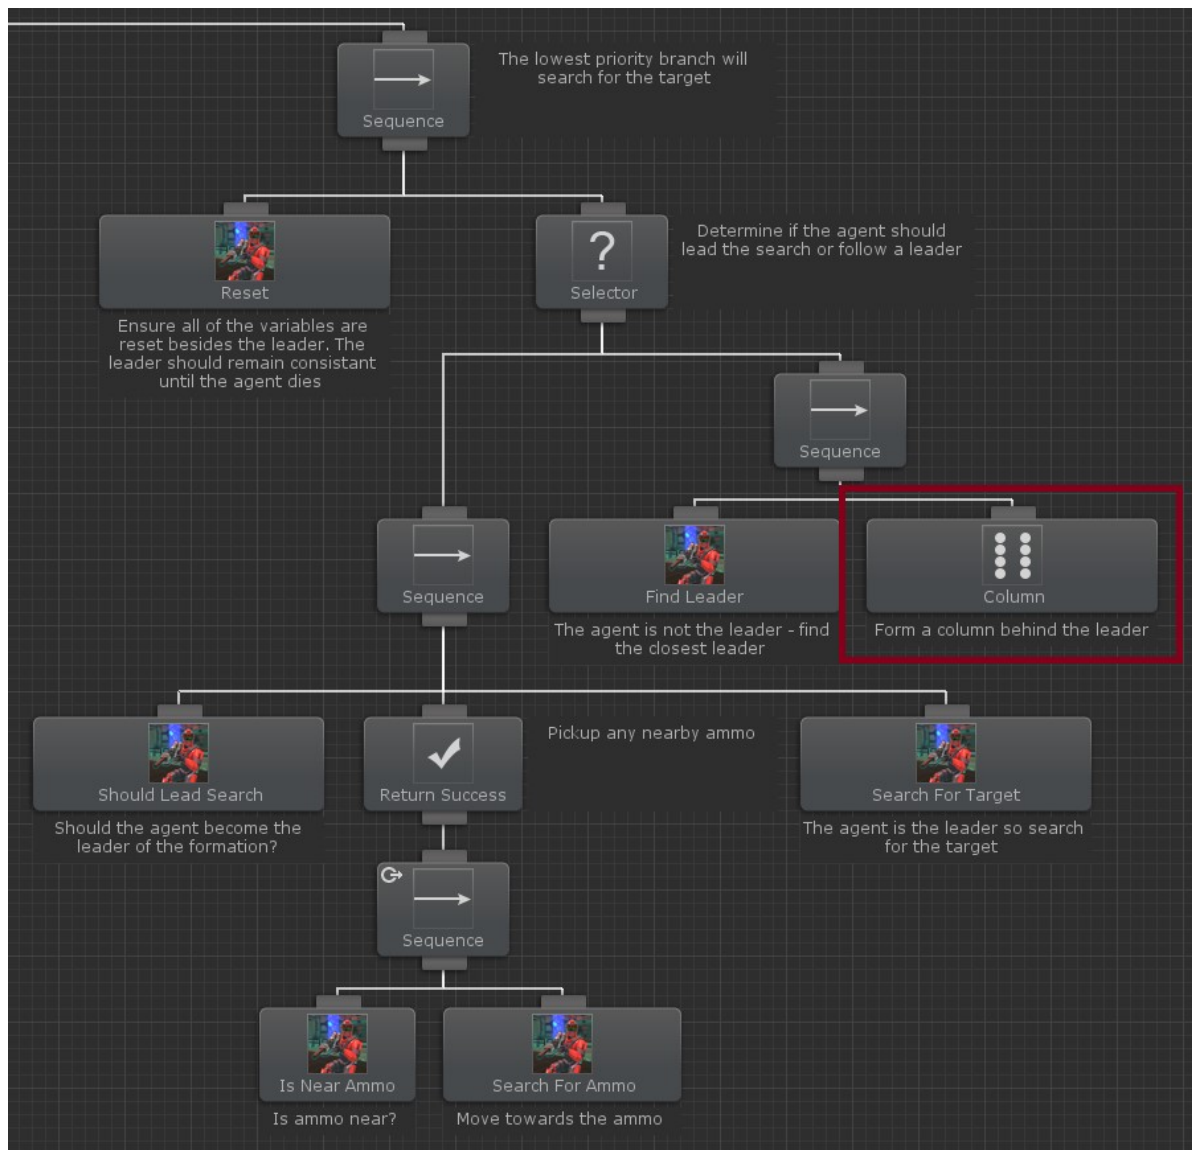 The lowest priority branch will
search for the target
Sequence
Reset
Ensure all of the variables are
reset besides the leader. The
leader should remain consistant
until the agent dies
?
Selector
Determine if the agent should
lead the search or follow a leader
Sequence
Sequence
Find Leader
The agent is not the leader - find
the closest leader
Column
Form a column behind the leader
Should Lead Search
Should the agent become the
leader of the formation?
Return Success
Pickup any nearby ammo
Search For Target
The agent is the leader so search
for the target
Sequence
Is Near Ammo
Is ammo near?
Search For Ammo
Move towards the ammo